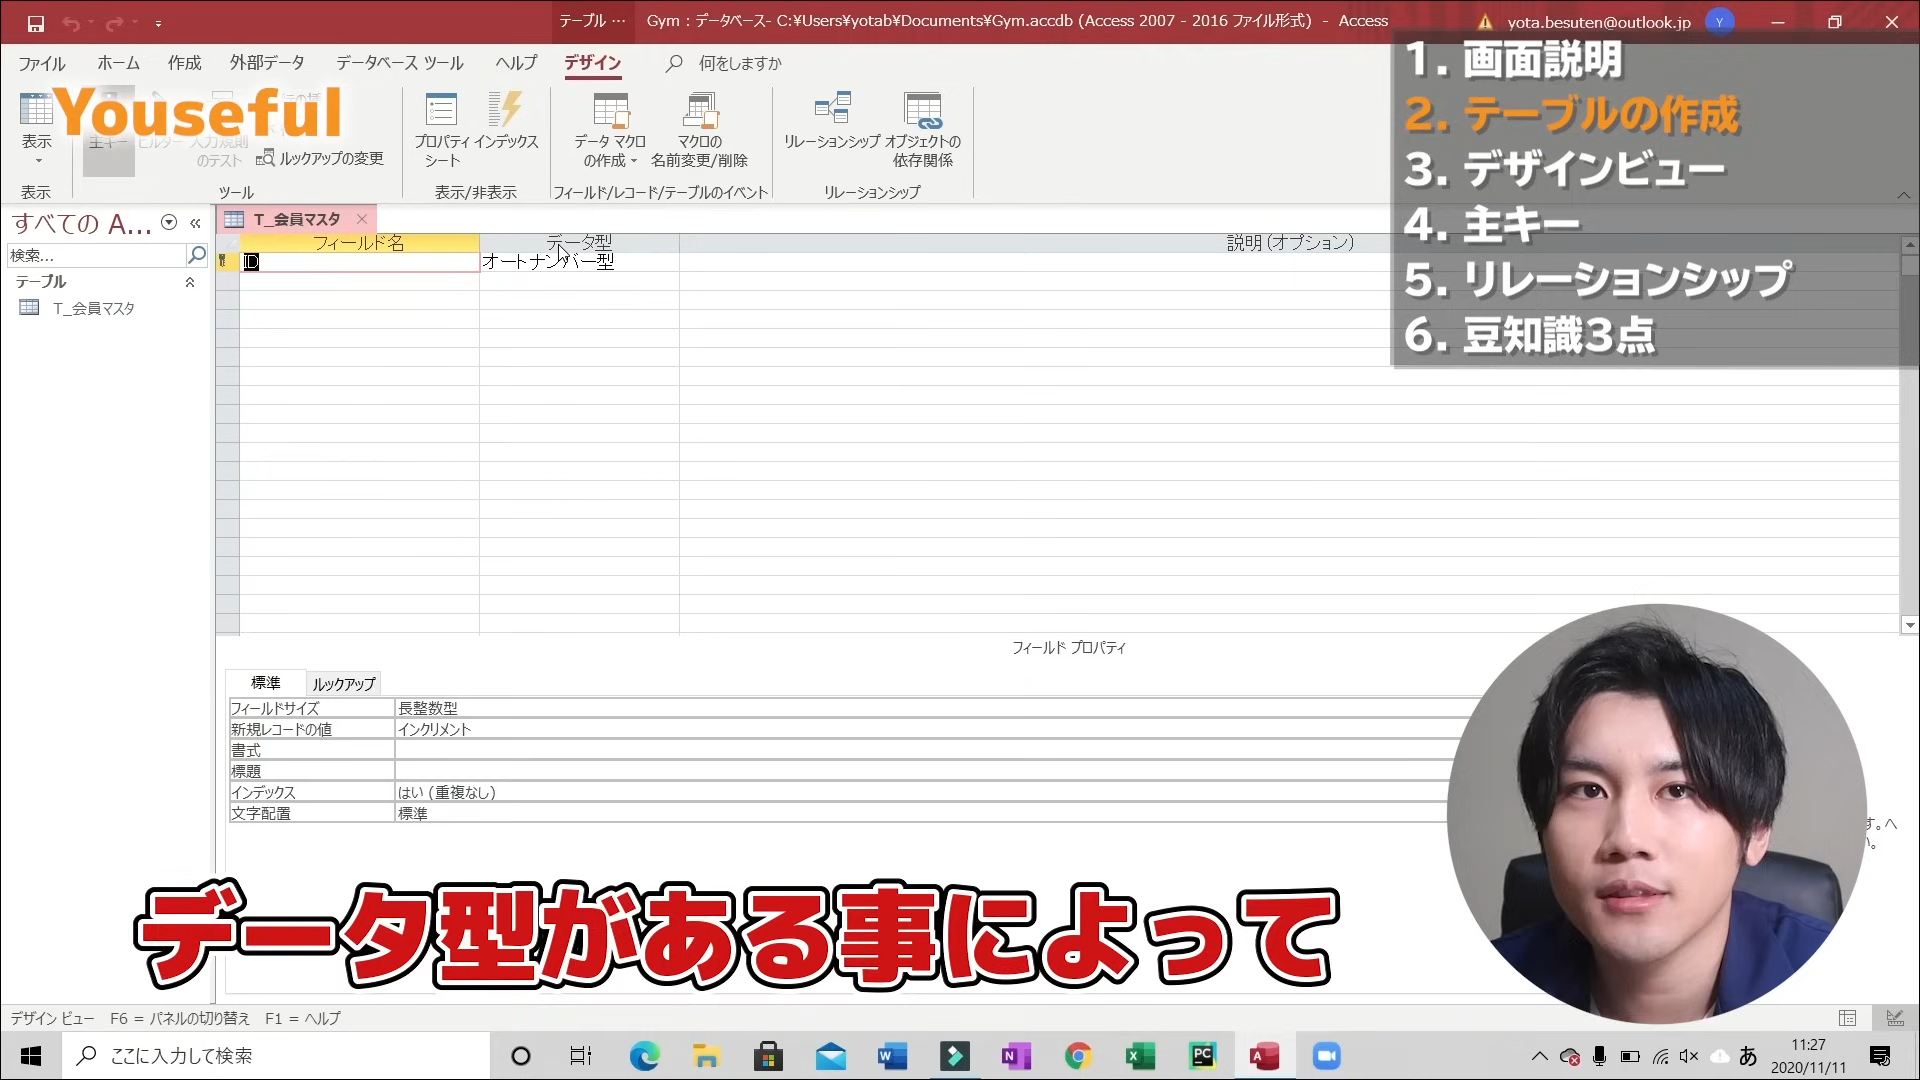 テーブル …
Gym : データベース- C:¥Users¥yotab¥Documents¥Gym.accdb (Access 2007 - 2016 ファイル形式) - Access
yota.besuten@outlook.jp
Y
ファイル
ホーム
作成
外部データ
データベース ツール
ヘルプ
デザイン
何をしますか
Youseful
表示
主キー
ビルダー
入力規則
のテスト
ルックアップの変更
プロパティ
シート
インデックス
データ マクロ
の作成
マクロの
名前変更/削除
リレーションシップ
オブジェクトの
依存関係
表示
ツール
表示/非表示
フィールド/レコード/テーブルのイベント
リレーションシップ
1. 画面説明
2. テーブルの作成
3. デザインビュー
4. 主キー
5. リレーションシップ
6. 豆知識3点
すべての A...
検索...
テーブル
T_会員マスタ
T_会員マスタ
フィールド名
データ型
説明 (オプション)
ID
オートナンバー型
フィールド プロパティ
標準
ルックアップ
フィールドサイズ
長整数型
新規レコードの値
インクリメント
書式
標題
インデックス
はい (重複なし)
文字配置
標準
す。ヘ
い。
データ型がある事によって
デザイン ビュー
F6 = パネルの切り替え
F1 = ヘルプ
ここに入力して検索
あ
11:27
2020/11/11